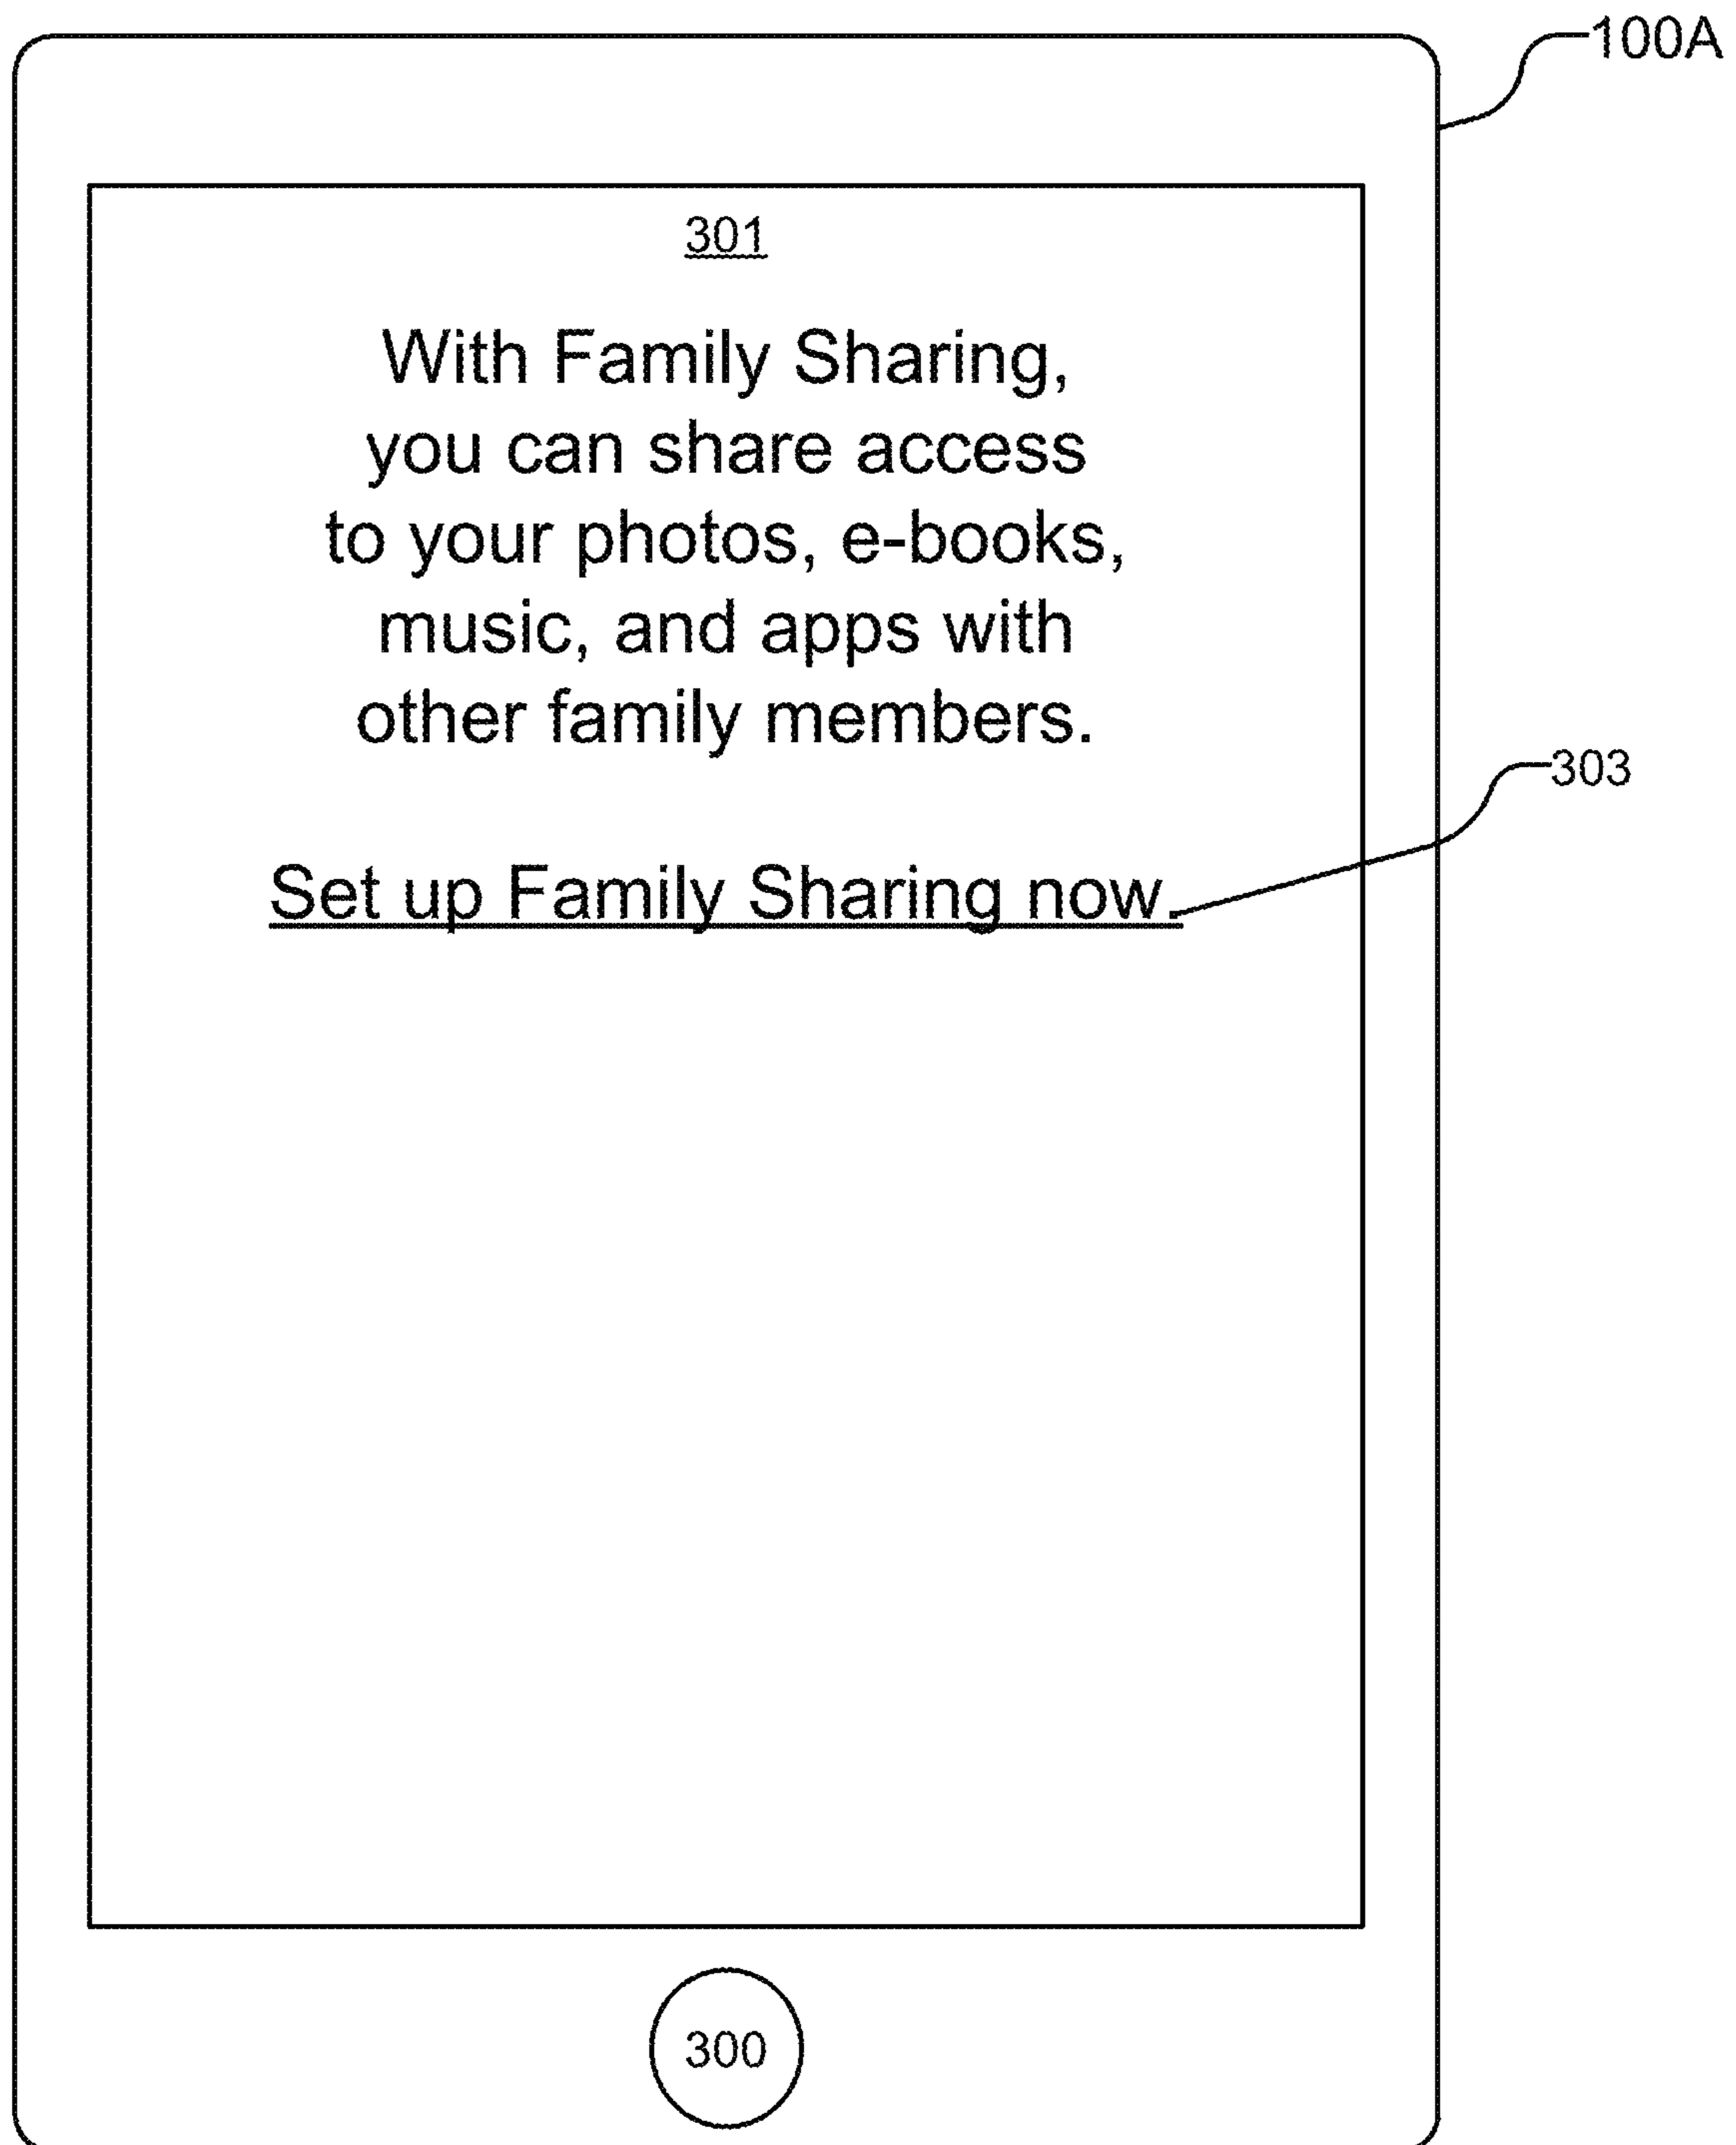 100A
301
With Family Sharing,
you can share access
to your photos, e-books,
music, and apps with
other family members.
303
Set up Family Sharing now.
300